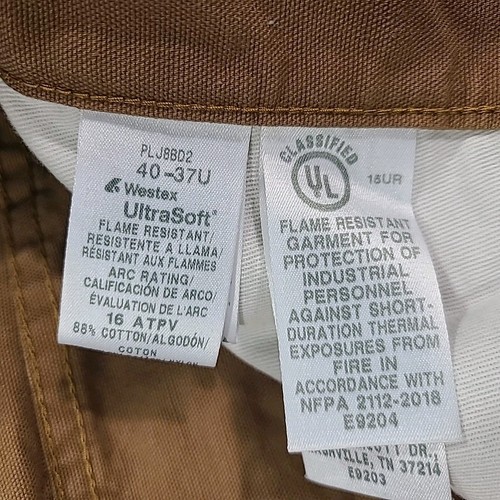 PLJ8BD2
40-37U
Westex
UltraSoft®
FLAME RESISTANT/
RESISTENTE A LLAMA/
RÉSISTANT AUX FLAMMES
ARC RATING/
CALIFICACIÓN DE ARCO/
ÉVALUATION DE L'ARC
16 ATPV
88% COTTON/ALGODÓN/
COTON
CLASSIFIED
UL
18UR
FLAME RESISTANT
GARMENT FOR
PROTECTION OF
INDUSTRIAL
PERSONNEL
AGAINST SHORT-
DURATION THERMAL
EXPOSURES FROM
FIRE IN
ACCORDANCE WITH
NFPA 2112-2018
E9204
DR.,
TN 37214
E9203